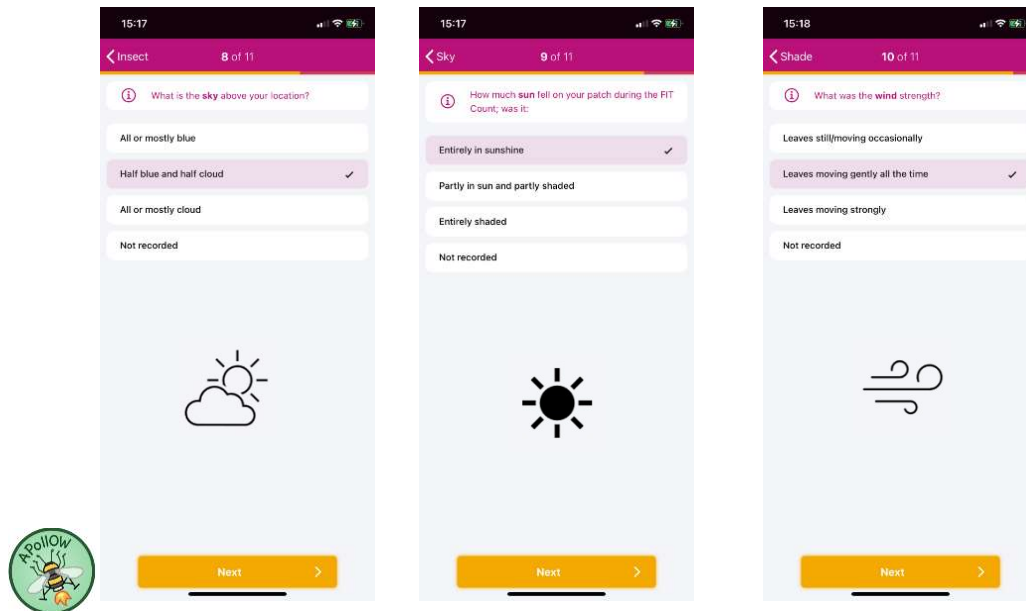 15:17
Insect
8 of 11
What is the sky above your location?
All or mostly blue
Half blue and half cloud
All or mostly cloud
Not recorded
Next
15:17
Sky
9 of 11
How much sun fell on your patch during the FIT
Count; was it:
Entirely in sunshine
Partly in sun and partly shaded
Entirely shaded
Not recorded
Next
15:18
Shade
10 of 11
What was the wind strength?
Leaves still/moving occasionally
Leaves moving gently all the time
Leaves moving strongly
Not recorded
Next
APollOW